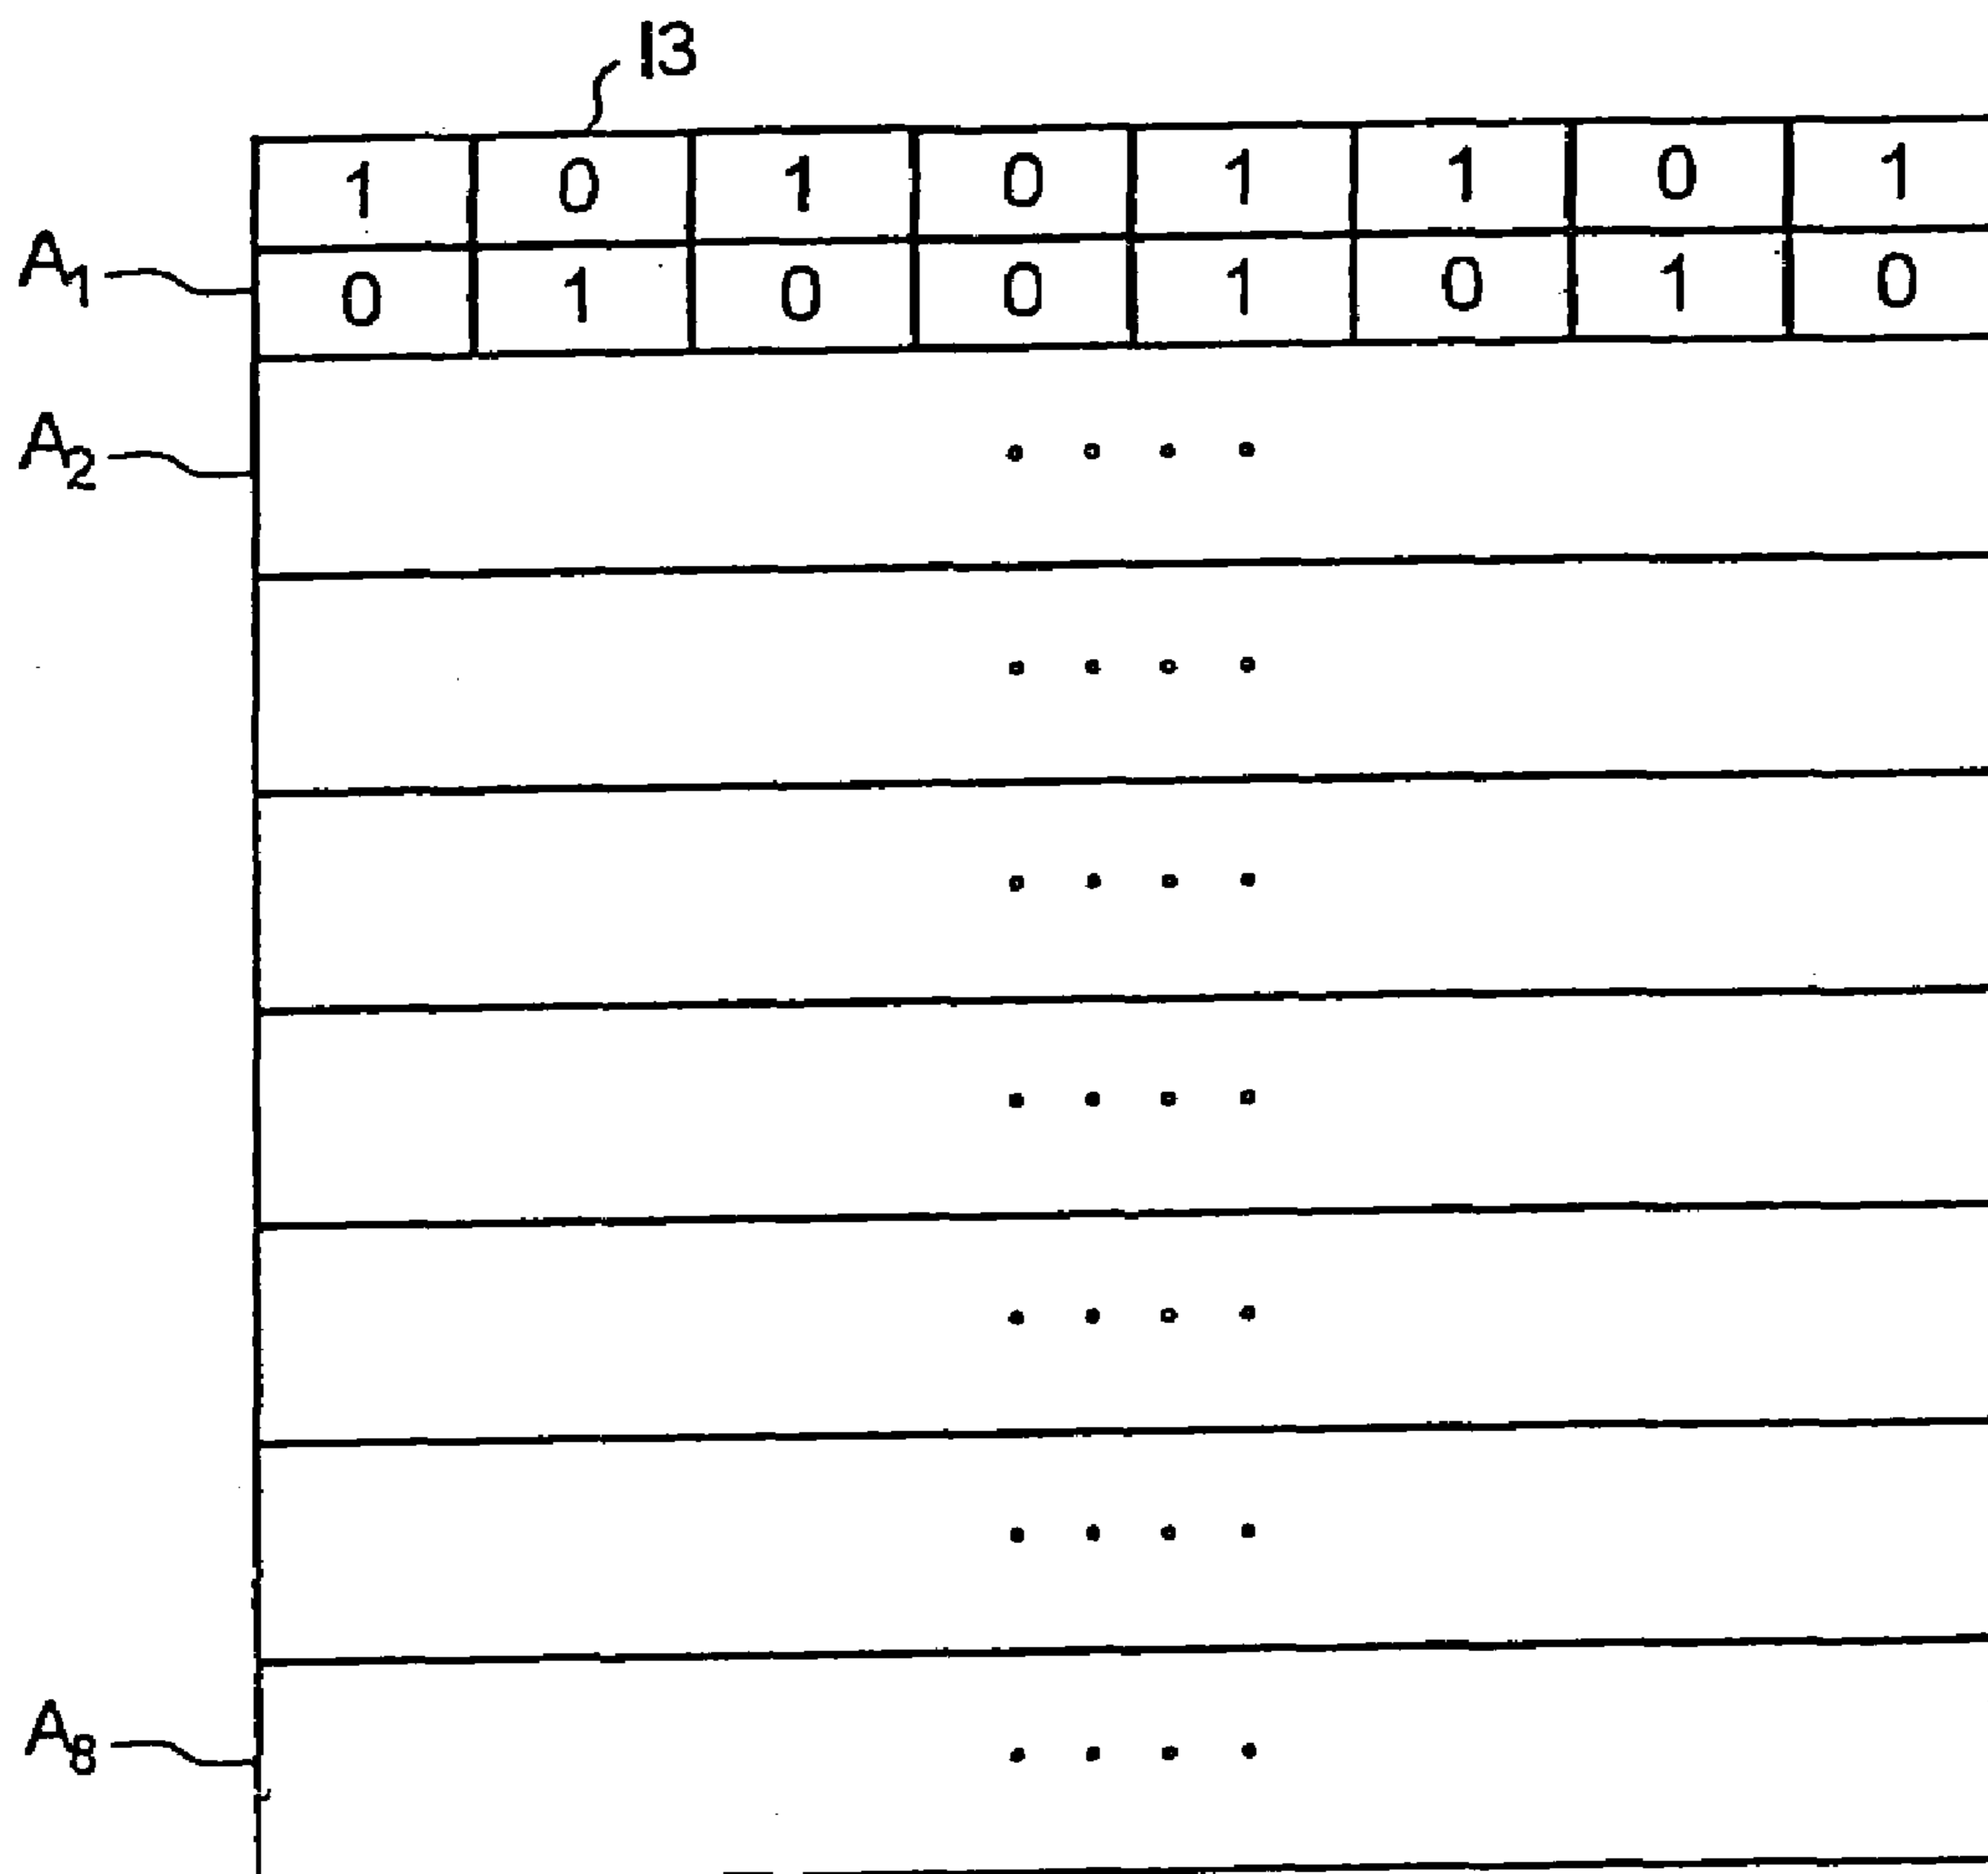 13
1 0 1 0 1 1 0 1
A1
0 1 0 0 1 0 1 0
A2
. . . .
. . . .
. . . .
. . . .
. . . .
. . . .
A8
. . . .